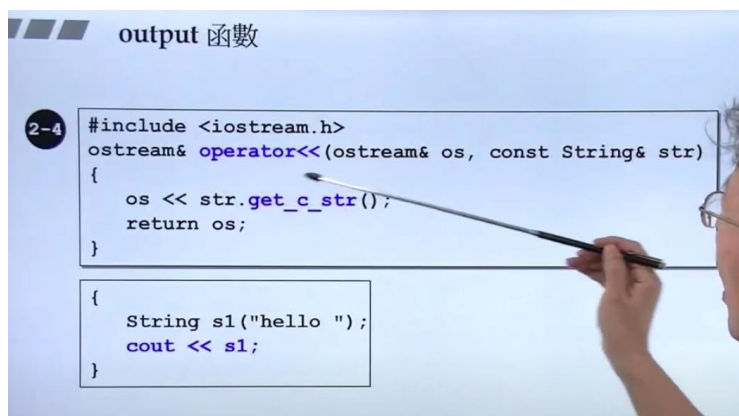 output 函數
2-4
#include <iostream.h>
ostream& operator<<(ostream& os, const String& str)
{
os << str.get_c_str();
return os;
}
{
String s1("hello ");
cout << s1;
}